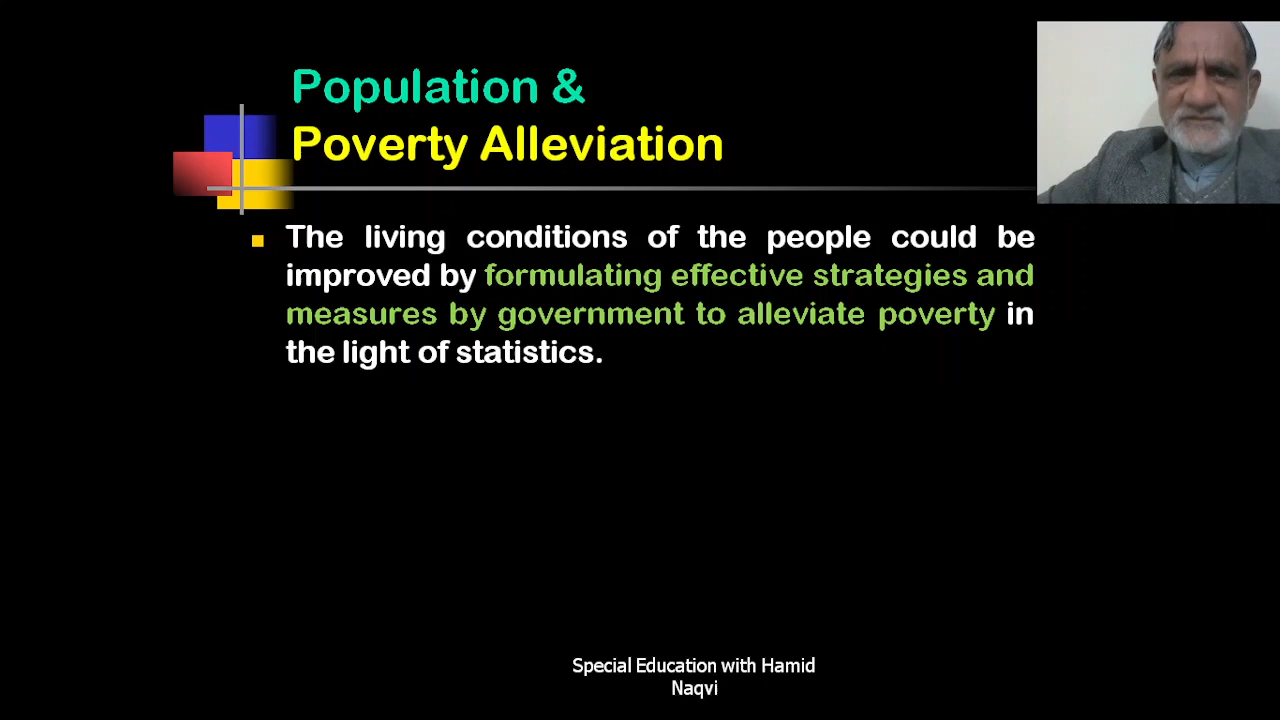 Population &
Poverty Alleviation
The living conditions of the people could be
improved by formulating effective strategies and
measures by government to alleviate poverty in
the light of statistics.
Special Education with Hamid
Naqvi